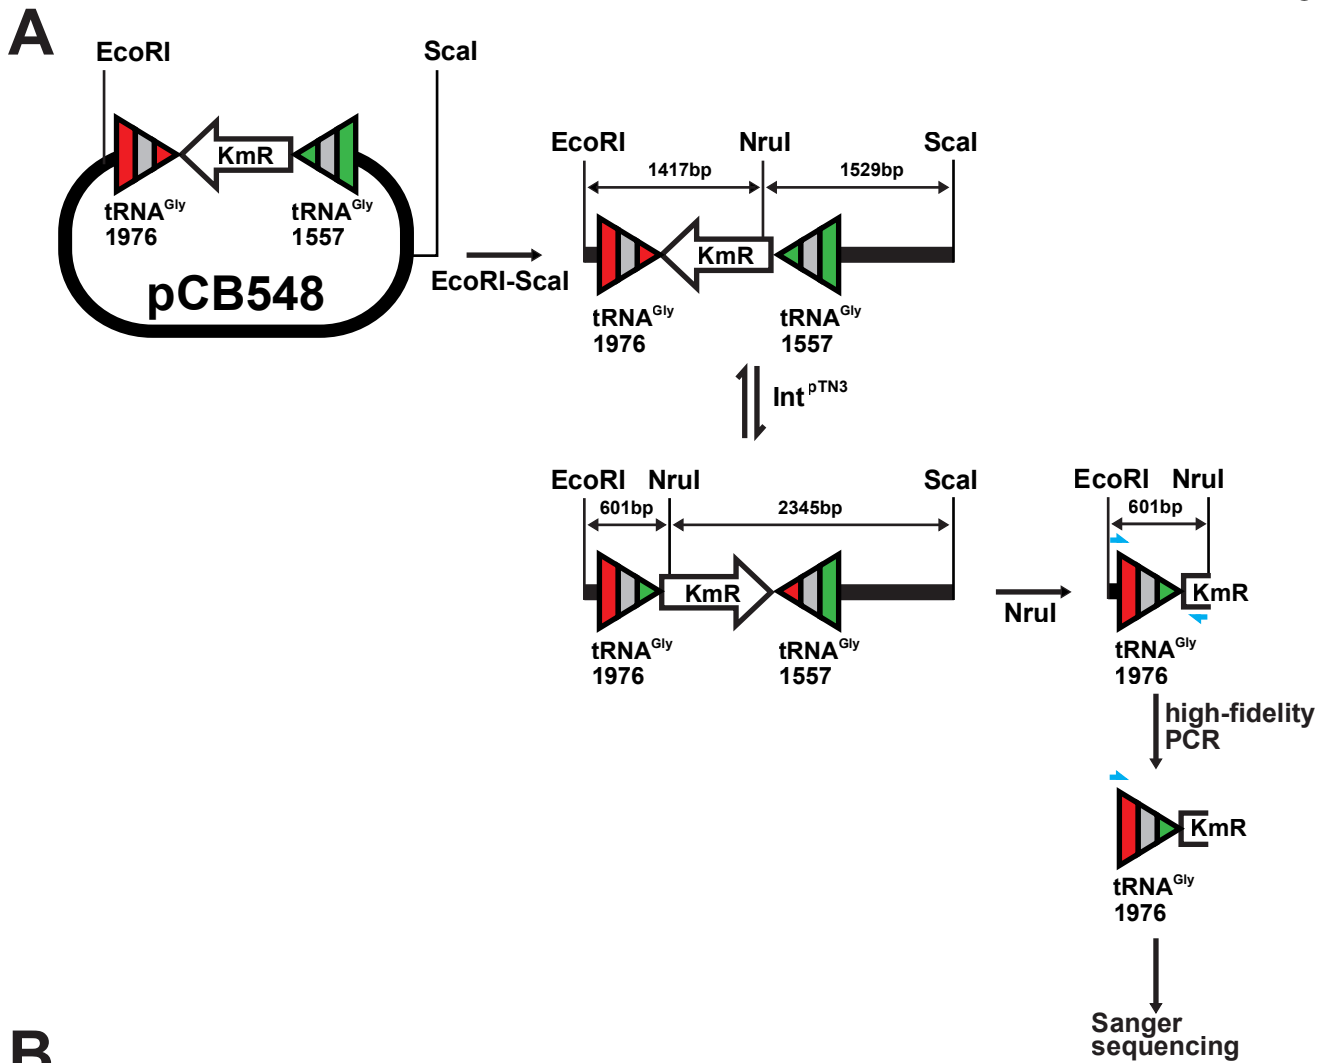 A
EcoRI
ScaI
KmR
tRNAGly
1976
tRNAGly
1557
pCB548
EcoRI-ScaI
EcoRI
NruI
ScaI
1417bp
1529bp
KmR
tRNAGly
1976
tRNAGly
1557
Int pTN3
EcoRI
NruI
ScaI
601bp
2345bp
KmR
tRNAGly
1976
tRNAGly
1557
NruI
EcoRI
NruI
601bp
KmR
tRNAGly
1976
high-fidelity
PCR
KmR
tRNAGly
1976
Sanger
sequencing